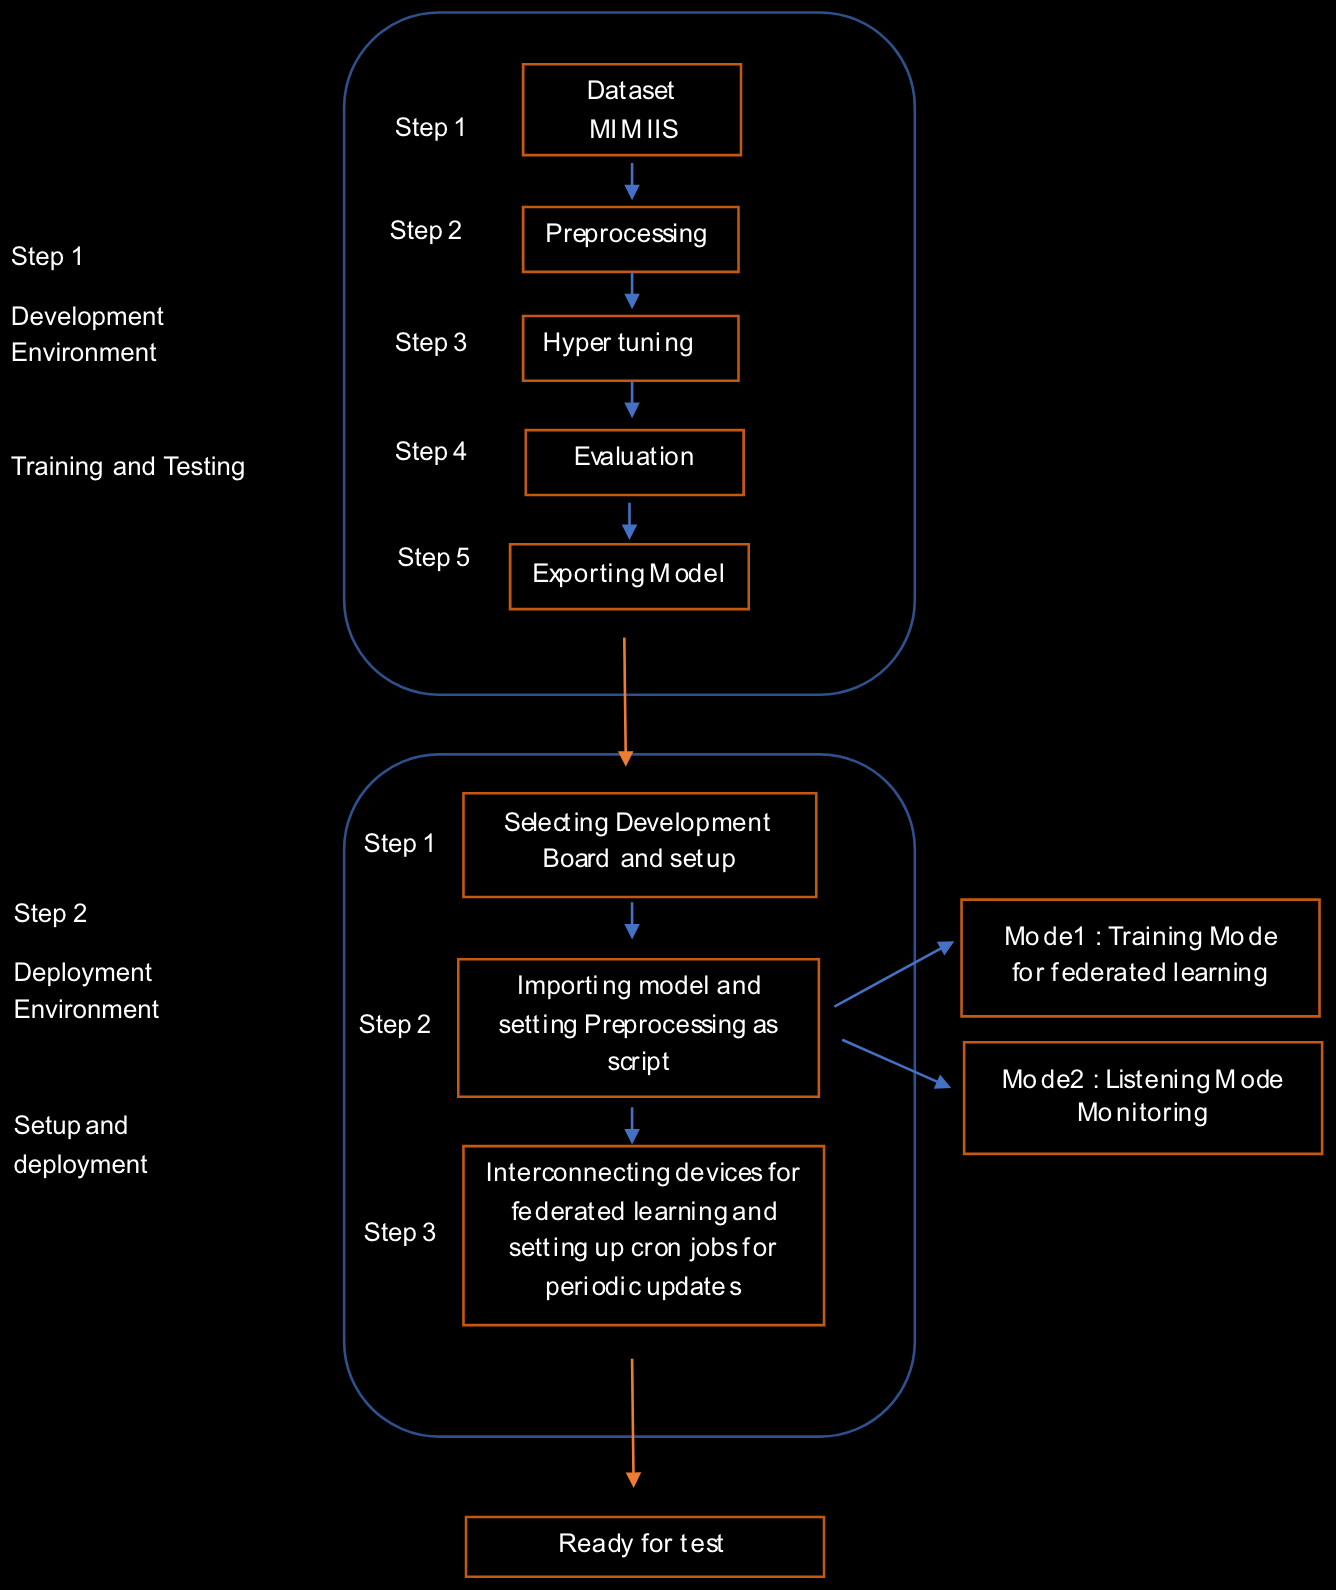 Dataset
MIMIIS
Step 1
Step 2
Preprocessing
Step 1
Development
Environment
Step 3
Hyper tuning
Training and Testing
Step 4
Evaluation
Step 5
Exporting Model
Step 1
Selecting Development
Board and setup
Step 2
Deployment
Environment
Step 2
Importing model and
setting Preprocessing as
script
Mode1 : Training Mode
for federated learning
Mode2 : Listening Mode
Monitoring
Setup and
deployment
Step 3
Interconnecting devices for
federated learning and
setting up cron jobs for
periodic updates
Ready for test